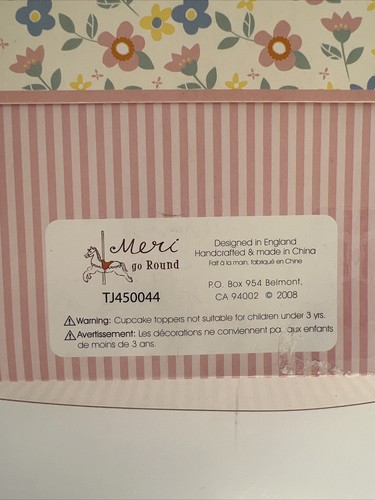 Meri
go Round
TJ450044
Designed in England
Handcrafted & made in China
Fait à la main, fabriqué en Chine
P.O. Box 954 Belmont,
CA 94002 © 2008
Warning: Cupcake toppers not suitable for children under 3 yrs.
Avertissement: Les décorations ne conviennent pas aux enfants
de moins de 3 ans.